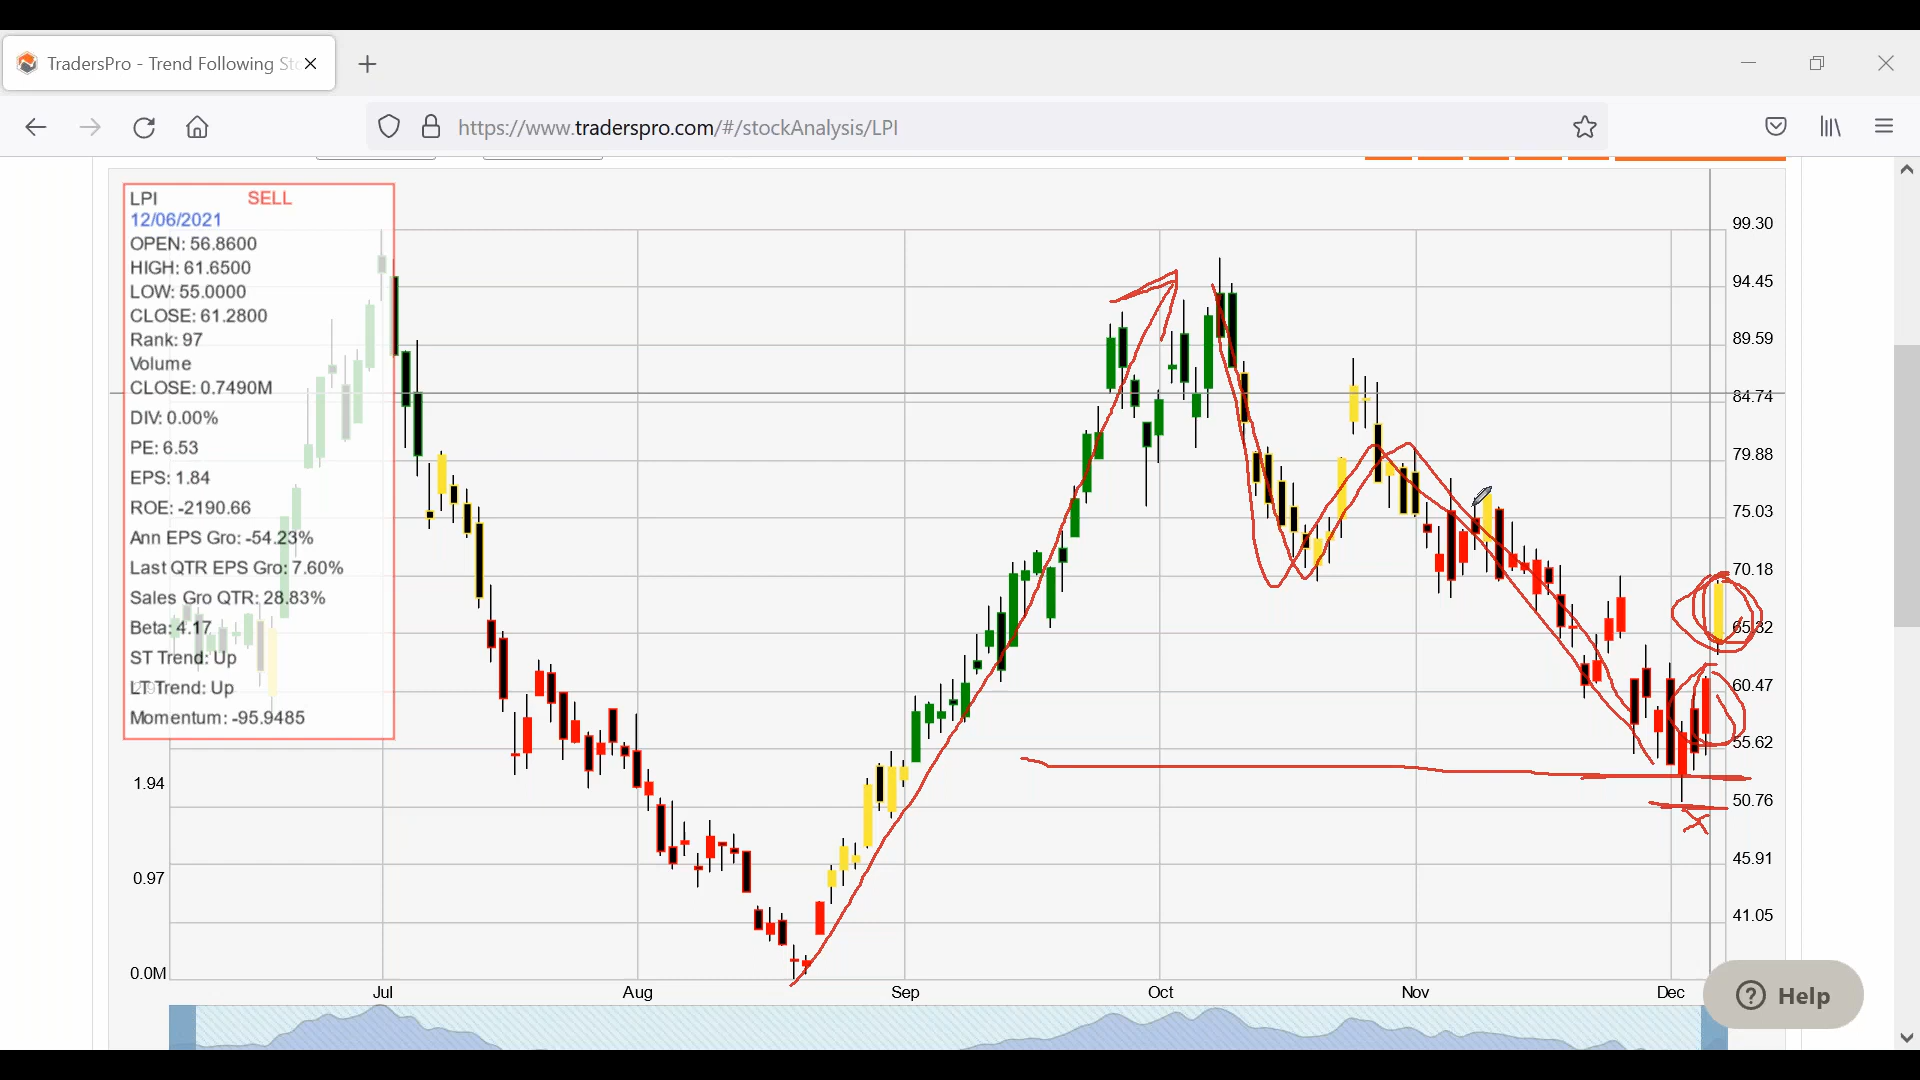 TradersPro - Trend Following Sto
https://www.traderspro.com/#/stockAnalysis/LPI
LPI SELL
12/06/2021
OPEN: 56.8600
HIGH: 61.6500
LOW: 55.0000
CLOSE: 61.2800
Rank: 97
Volume
CLOSE: 0.7490M
DIV: 0.00%
PE: 6.53
EPS: 1.84
ROE: -2190.66
Ann EPS Gro: -54.23%
Last QTR EPS Gro: 7.60%
Sales Gro QTR: 28.83%
Beta: 4.17
ST Trend: Up
LT Trend: Up
Momentum: -95.9485
99.30
94.45
89.59
84.74
79.88
75.03
70.18
65.32
60.47
55.62
50.76
45.91
41.05
1.94
0.97
0.0M
Jul Aug Sep Oct Nov Dec
Help